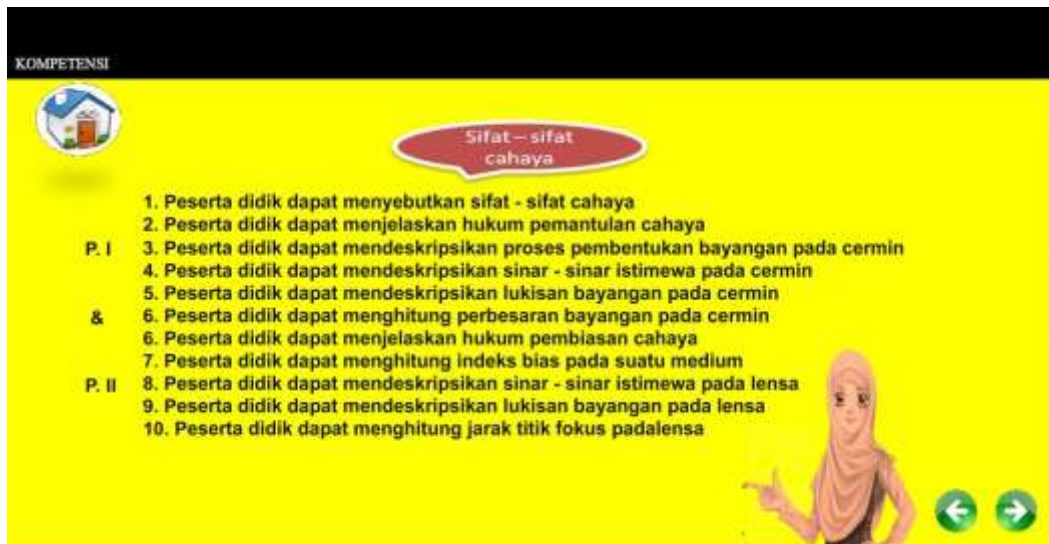 KOMPETENSI
Sifat – sifat
cahaya
1. Peserta didik dapat menyebutkan sifat - sifat cahaya
2. Peserta didik dapat menjelaskan hukum pemantulan cahaya
P. I 3. Peserta didik dapat mendeskripsikan proses pembentukan bayangan pada cermin
4. Peserta didik dapat mendeskripsikan sinar - sinar istimewa pada cermin
5. Peserta didik dapat mendeskripsikan lukisan bayangan pada cermin
& 6. Peserta didik dapat menghitung perbesaran bayangan pada cermin
6. Peserta didik dapat menjelaskan hukum pembiasan cahaya
7. Peserta didik dapat menghitung indeks bias pada suatu medium
P. II 8. Peserta didik dapat mendeskripsikan sinar - sinar istimewa pada lensa
9. Peserta didik dapat mendeskripsikan lukisan bayangan pada lensa
10. Peserta didik dapat menghitung jarak titik fokus padalensa